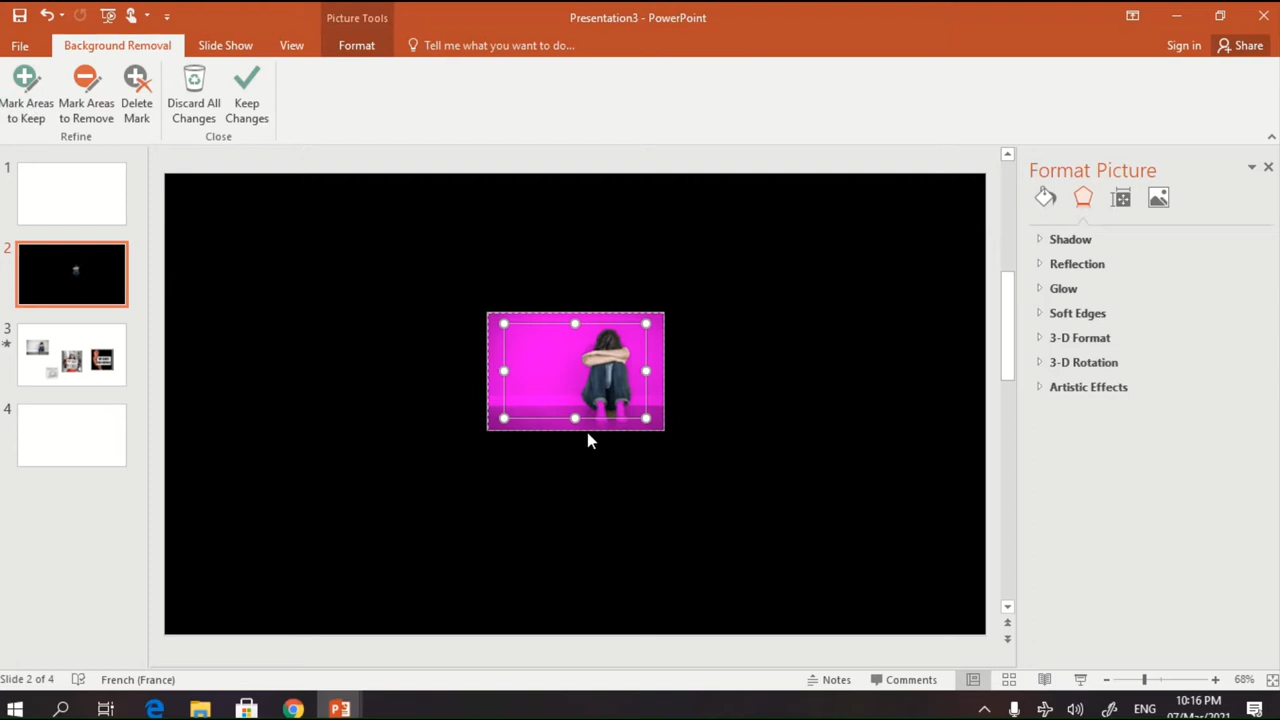 Picture Tools
Presentation3 - PowerPoint
File
Background Removal
Slide Show
View
Format
Tell me what you want to do...
Sign in
Share
Mark Areas to Keep
Mark Areas to Remove
Delete Mark
Discard All Changes
Keep Changes
Refine
Close
1
2
3
4
Format Picture
Shadow
Reflection
Glow
Soft Edges
3-D Format
3-D Rotation
Artistic Effects
Slide 2 of 4
French (France)
Notes
Comments
68%
ENG
10:16 PM
07/Mar/2021